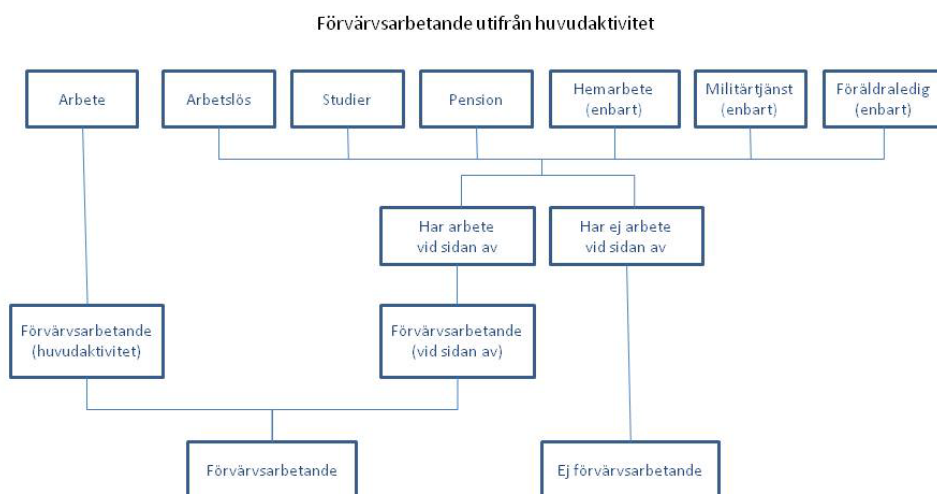 Förvärvsarbetande utifrån huvudaktivitet
Arbete
Arbetslös
Studier
Pension
Hemarbete
(enbart)
Militärtjänst
(enbart)
Föräldraledig
(enbart)
Har arbete
vid sidan av
Har ej arbete
vid sidan av
Förvärvsarbetande
(huvudaktivitet)
Förvärvsarbetande
(vid sidan av)
Förvärvsarbetande
Ej förvärvsarbetande